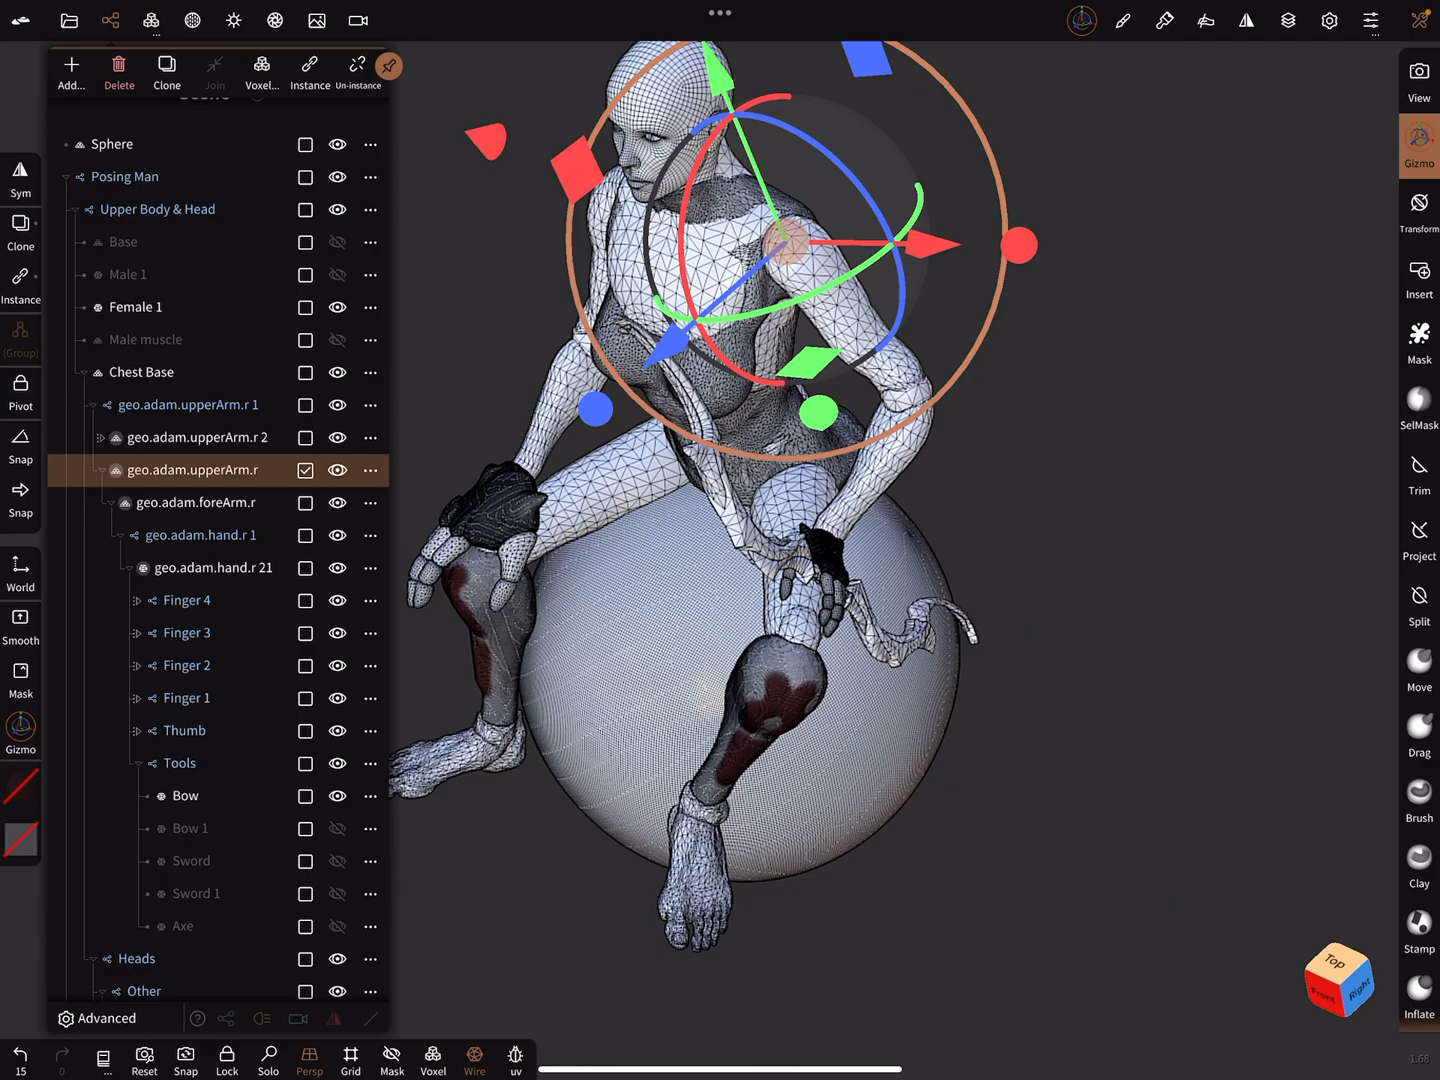 Add...
Delete
Clone
Join
Voxel...
Instance
Un-instance
Sphere
Posing Man
Upper Body & Head
Base
Male 1
Female 1
Male muscle
Chest Base
geo.adam.upperArm.r 1
geo.adam.upperArm.r 2
geo.adam.upperArm.r
geo.adam.foreArm.r
geo.adam.hand.r 1
geo.adam.hand.r 21
Finger 4
Finger 3
Finger 2
Finger 1
Thumb
Tools
Bow
Bow 1
Sword
Sword 1
Axe
Heads
Other
Advanced
Sym
Clone
Instance
(Group)
Pivot
Snap
Snap
World
Smooth
Mask
Gizmo
View
Gizmo
Transform
Insert
Mask
SelMask
Trim
Project
Split
Move
Drag
Brush
Clay
Stamp
Inflate
Top
Front
Right
15
0
...
Reset
Snap
Lock
Solo
Persp
Grid
Mask
Voxel
Wire
uv
1.68